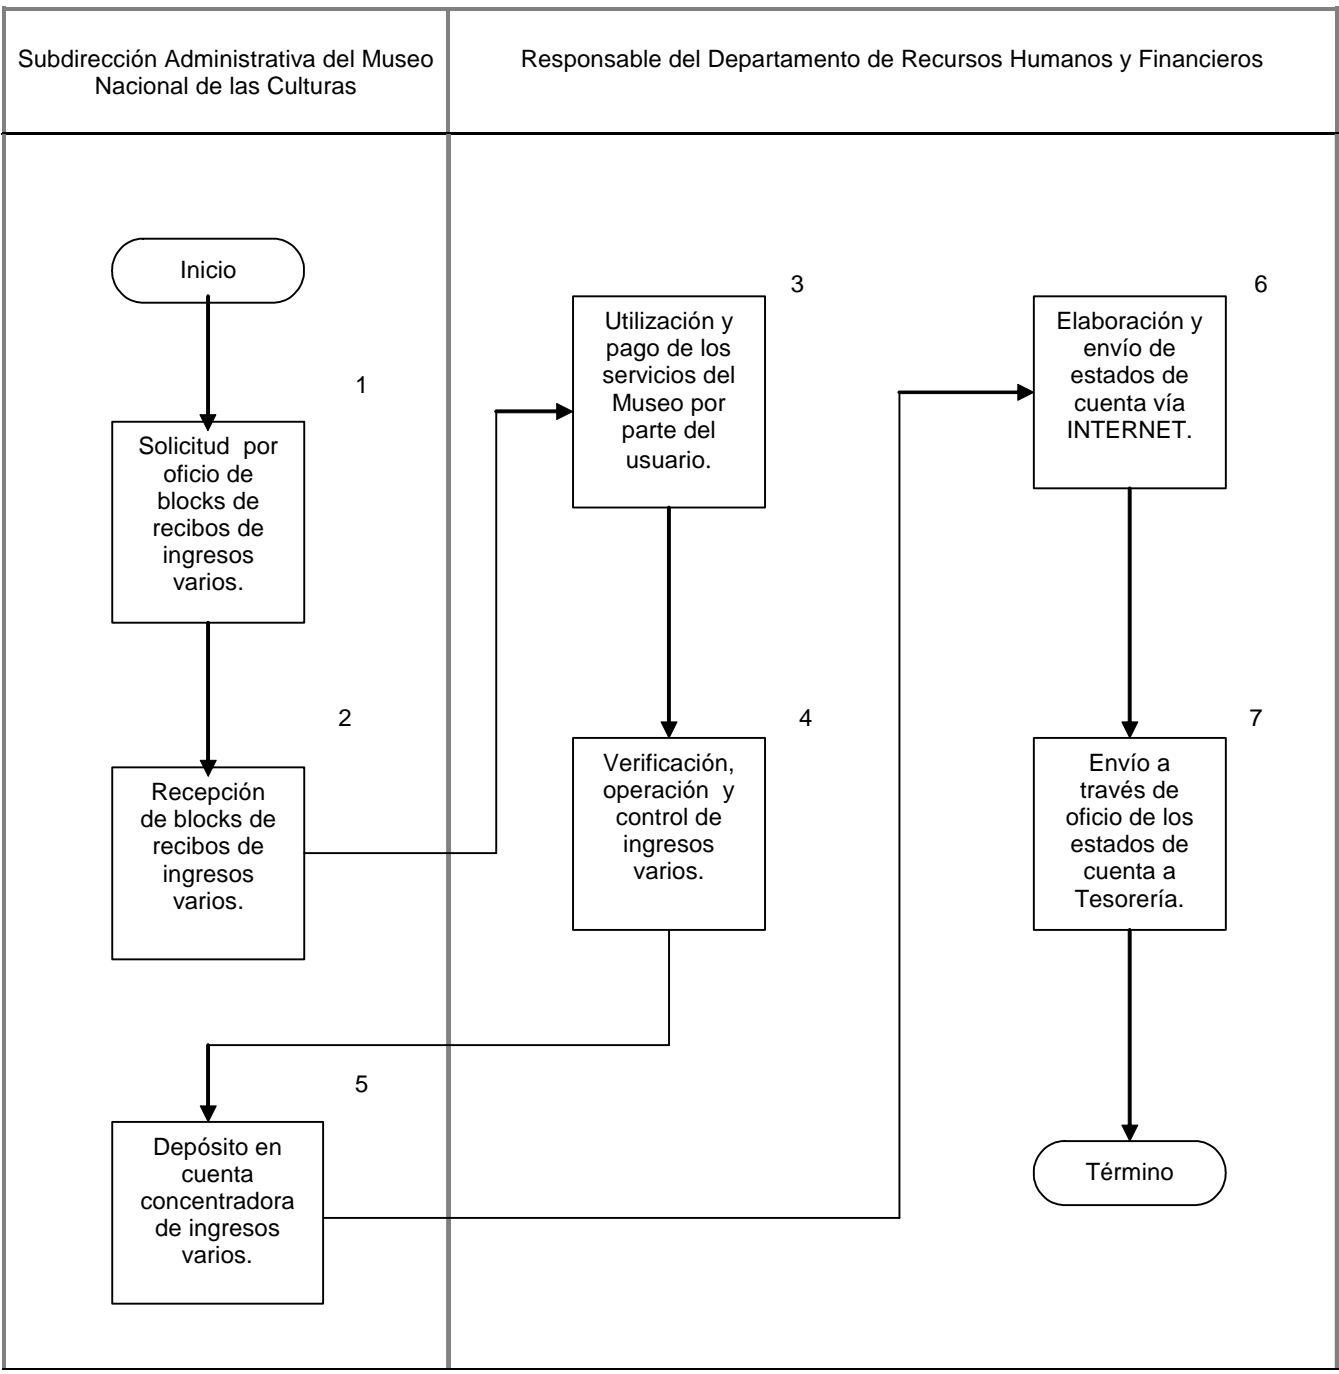 Subdirección Administrativa del Museo
Nacional de las Culturas
Responsable del Departamento de Recursos Humanos y Financieros
Inicio
1
Solicitud por
oficio de
blocks de
recibos de
ingresos
varios.
2
Recepción
de blocks de
recibos de
ingresos
varios.
3
Utilización y
pago de los
servicios del
Museo por
parte del
usuario.
4
Verificación,
operación y
control de
ingresos
varios.
5
Depósito en
cuenta
concentradora
de ingresos
varios.
6
Elaboración y
envío de
estados de
cuenta vía
INTERNET.
7
Envío a
través de
oficio de los
estados de
cuenta a
Tesorería.
Término